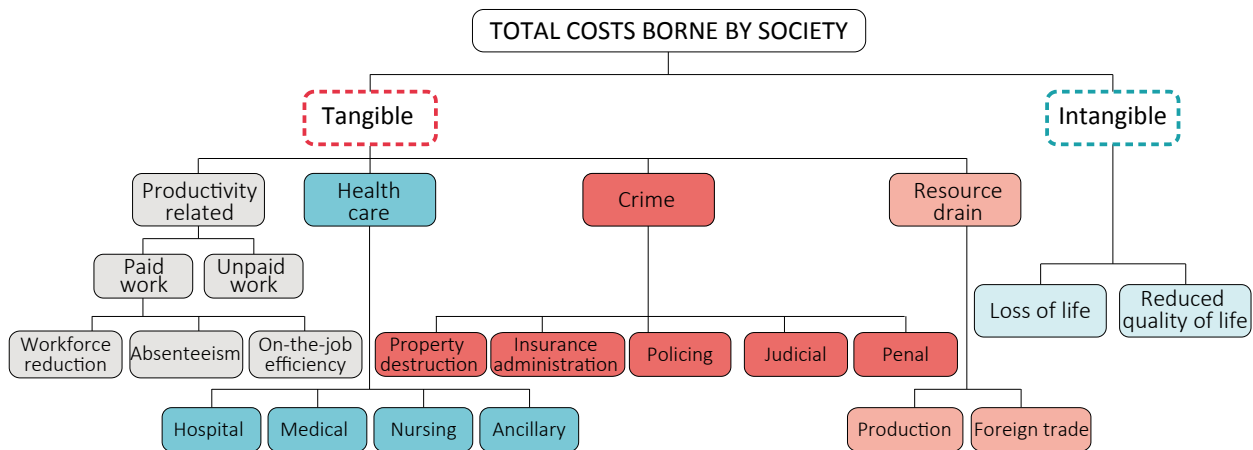 TOTAL COSTS BORNE BY SOCIETY
Tangible
Intangible
Productivity
related
Health
care
Crime
Resource
drain
Paid
work
Unpaid
work
Loss of life
Reduced
quality of life
Workforce
reduction
Absenteeism
On-the-job
efficiency
Property
destruction
Insurance
administration
Policing
Judicial
Penal
Hospital
Medical
Nursing
Ancillary
Production
Foreign trade